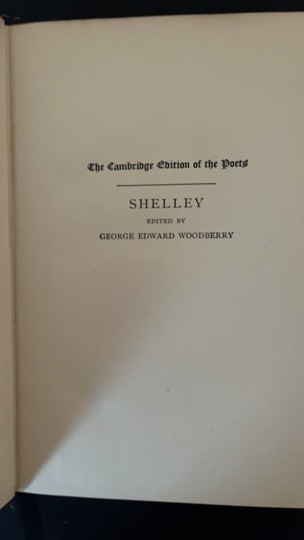 The Cambridge Edition of the Poets
SHELLEY
EDITED BY
GEORGE EDWARD WOODBERRY